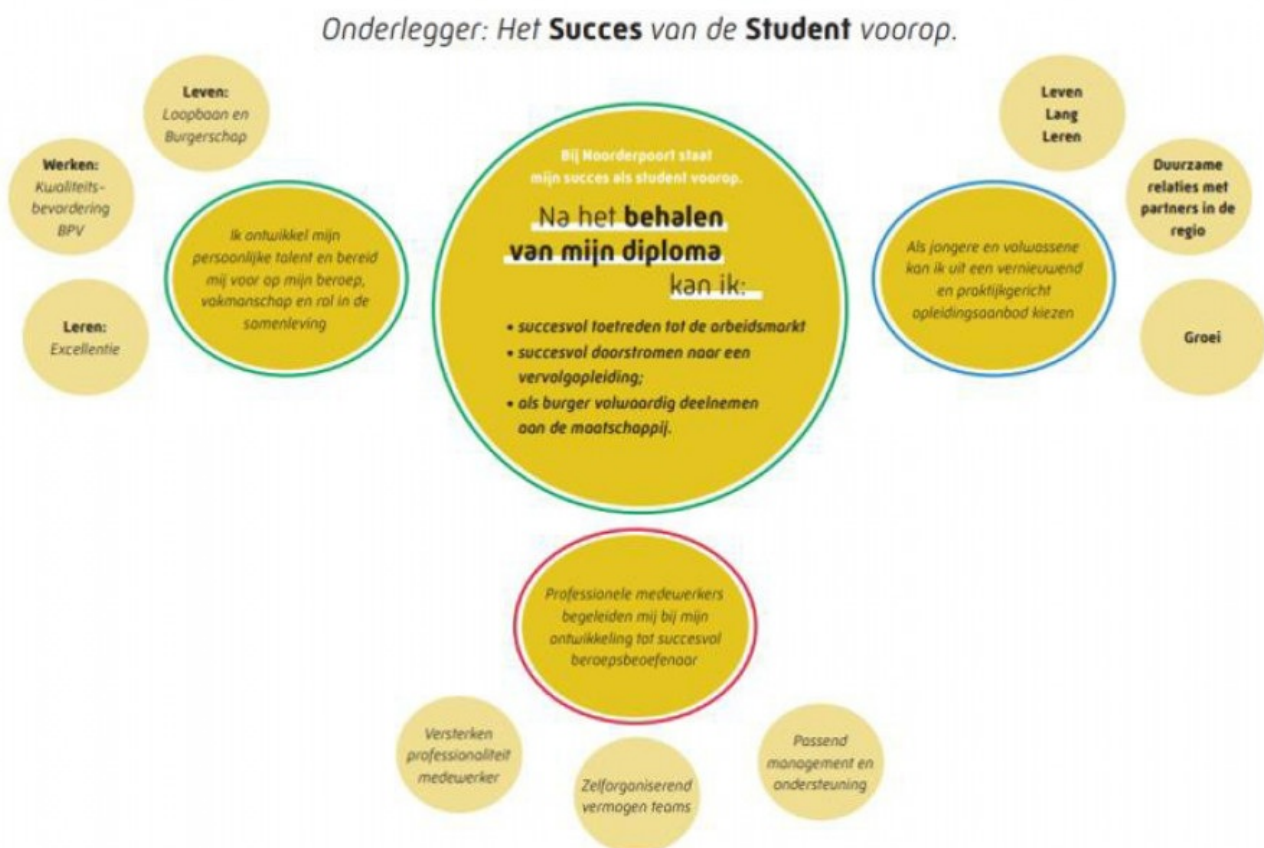 Onderlegger: Het Succes van de Student voorop.
Leven:
Loopbaan en
Burgerschap
Werken:
Kwaliteits-
bevordering
BPV
Leren:
Excellentie
Ik ontwikkel mijn
persoonlijke talent en bereid
mij voor op mijn beroep,
vakmanschap en rol in de
samenleving
Bij Noorderpoort staat
mijn succes als student voorop.
Na het behalen
van mijn diploma
kan ik:
• succesvol toetreden tot de arbeidsmarkt
• succesvol doorstromen naar een
vervolgopleiding;
• als burger volwaardig deelnemen
aan de maatschappij.
Als jongere en volwassene
kan ik uit een vernieuwend
en praktijkgericht
opleidingsaanbod kiezen
Leven
Lang
Leren
Duurzame
relaties met
partners in de
regio
Groei
Professionele medewerkers
begeleiden mij bij mijn
ontwikkeling tot succesvol
beroepsbeoefenaar
Versterken
professionaliteit
medewerker
Zelforganiserend
vermogen teams
Passend
management en
ondersteuning